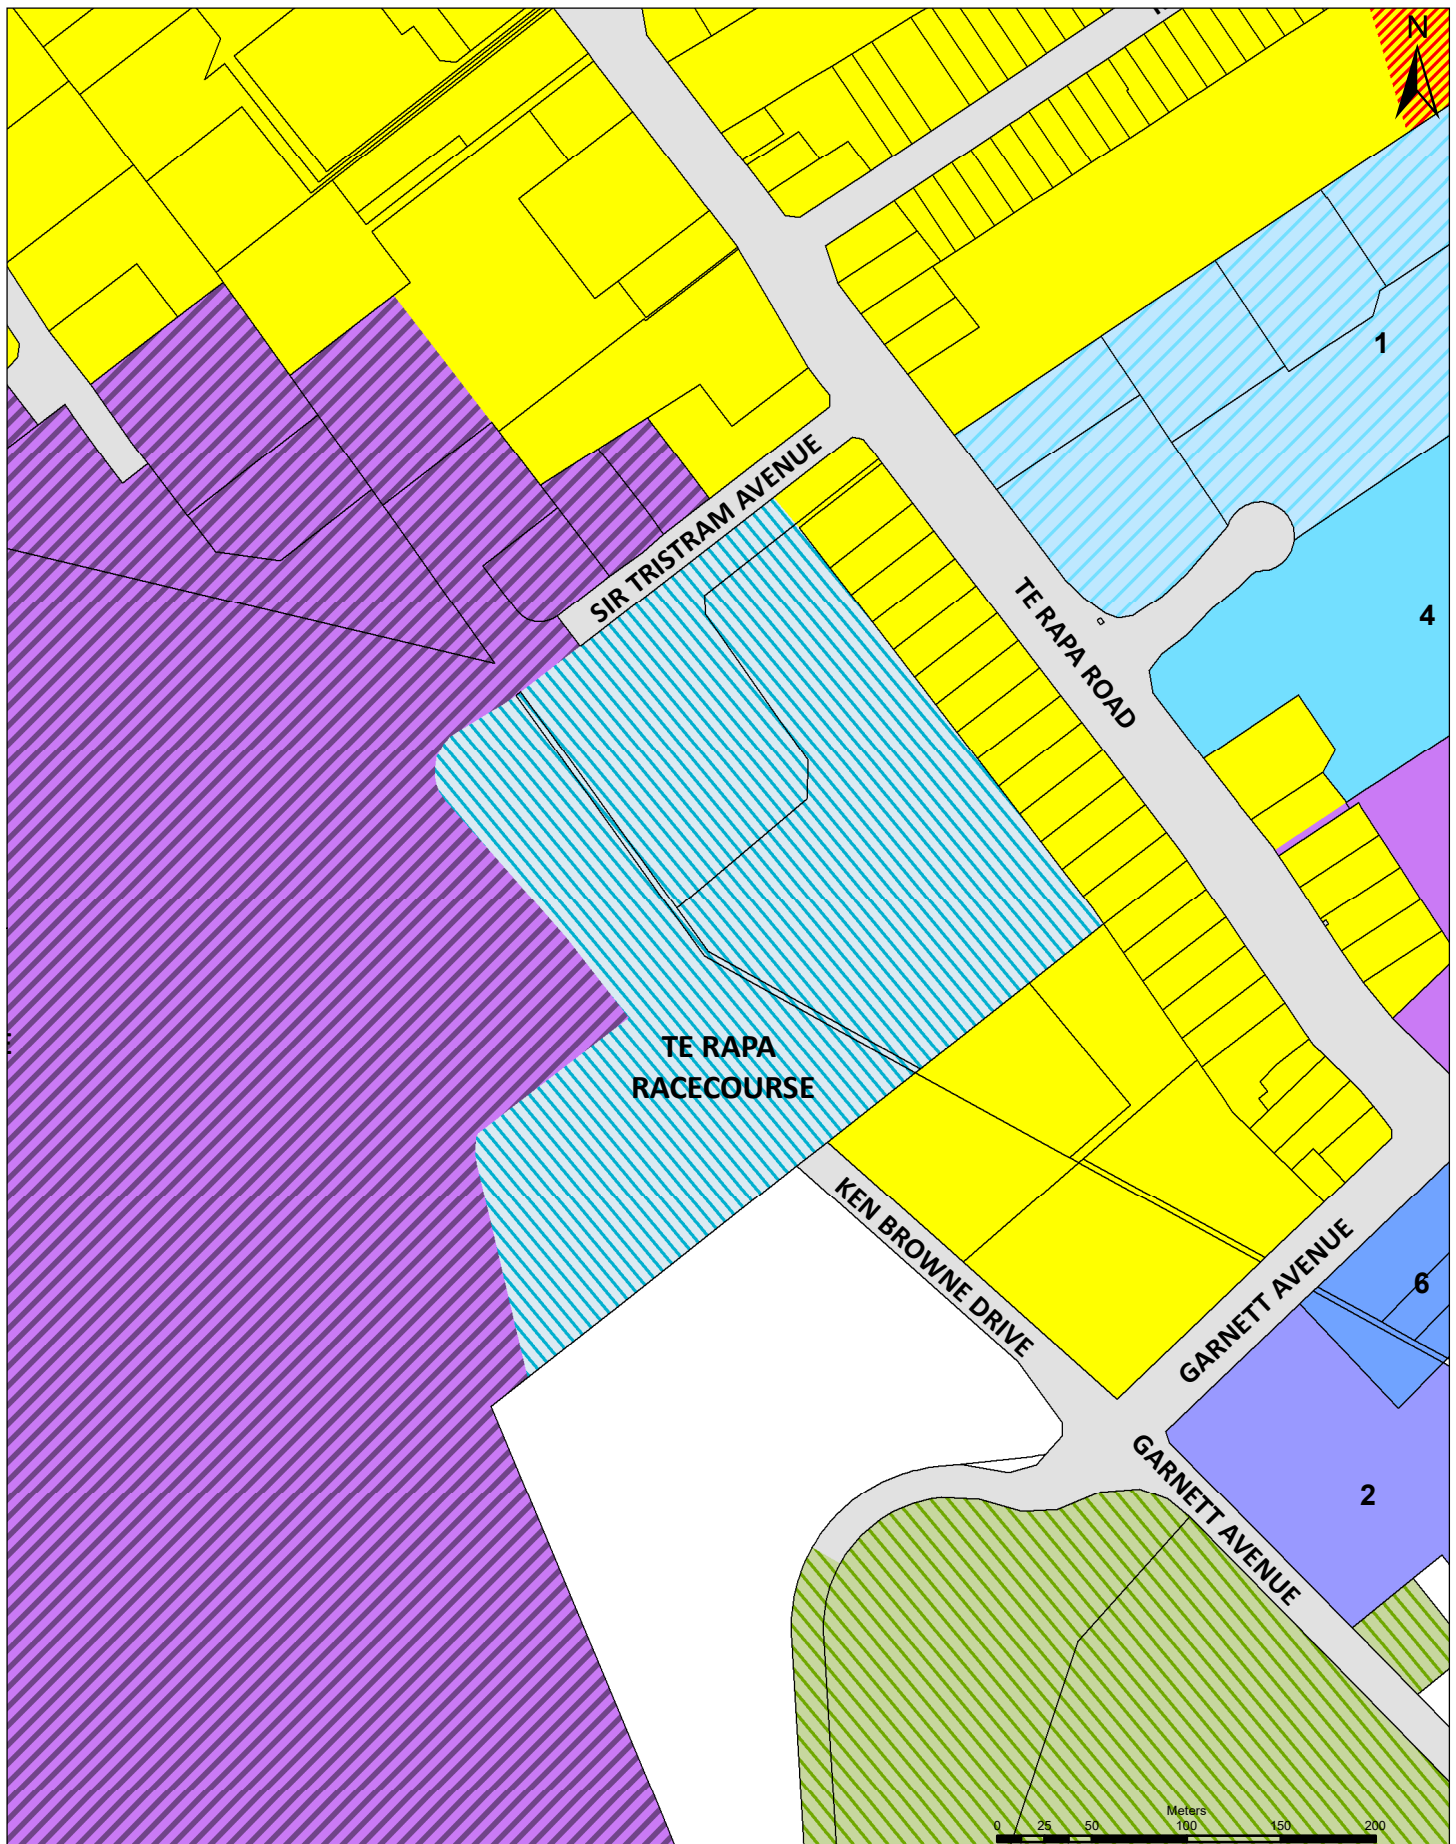 N
1
SIR TRISTRAM AVENUE
4
TE RAPA ROAD
TE RAPA
RACECOURSE
KEN BROWNE DRIVE
GARNETT AVENUE
6
GARNETT AVENUE
2
Meters
0 25 50 100 150 200